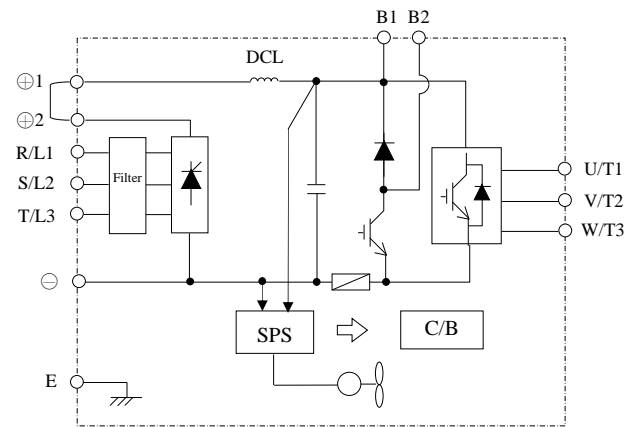 B1 B2
DCL
⊕1
⊕2
R/L1
S/L2
T/L3
Filter
U/T1
V/T2
W/T3
⊖
SPS
C/B
E